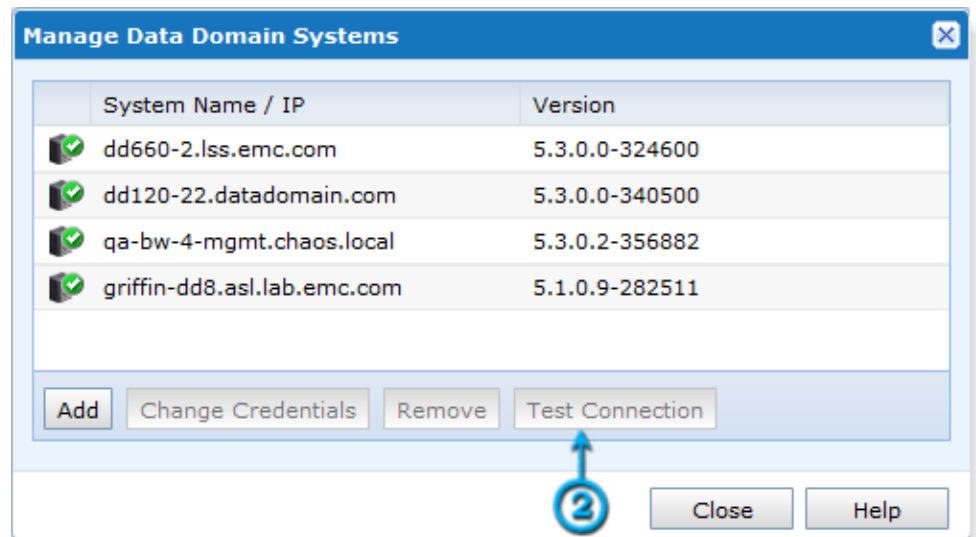 Manage Data Domain Systems
System Name / IP Version
dd660-2.lss.emc.com 5.3.0.0-324600
dd120-22.datadomain.com 5.3.0.0-340500
qa-bw-4-mgmt.chaos.local 5.3.0.2-356882
griffin-dd8.asl.lab.emc.com 5.1.0.9-282511
Add Change Credentials Remove Test Connection
2
Close Help